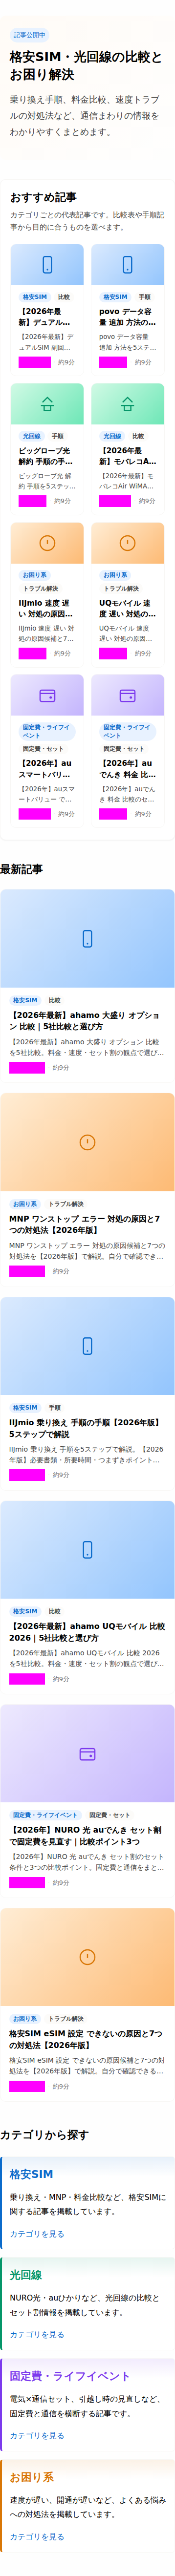 記事公開中
格安SIM・光回線の比較と
お困り解決
乗り換え手順、料金比較、速度トラブ
ルの対処法など、通信まわりの情報を
わかりやすくまとめます。
おすすめ記事
カテゴリごとの代表記事です。比較表や手順記
事から目的に合うものを選べます。
格安SIM 比較
【2026年最
新】デュアル…
【2026年最新】デ
ュアルSIM 副回…
約9分
格安SIM 手順
povo データ容
量 追加 方法の…
povo データ容量
追加 方法を5ステ…
約9分
光回線 手順
ビッグローブ光
解約 手順の手…
ビッグローブ光 解
約 手順を5ステッ…
約9分
光回線 比較
【2026年最
新】モバレコA…
【2026年最新】モ
バレコAir WiMA…
約9分
お困り系
トラブル解決
IIJmio 速度 遅
い 対処の原因…
IIJmio 速度 遅い 対
処の原因候補と7…
約9分
お困り系
トラブル解決
UQモバイル 速
度 遅い 対処の…
UQモバイル 速度
遅い 対処の原因…
約9分
固定費・ライフイ
ベント
固定費・セット
【2026年】au
スマートバリ…
【2026年】auスマ
ートバリュー で…
約9分
固定費・ライフイ
ベント
固定費・セット
【2026年】au
でんき 料金 比…
【2026年】auでん
き 料金 比較のセ…
約9分
最新記事
格安SIM 比較
【2026年最新】ahamo 大盛り オプショ
ン 比較 | 5社比較と選び方
【2026年最新】ahamo 大盛り オプション 比較
を5社比較。料金・速度・セット割の観点で選び…
約9分
お困り系 トラブル解決
MNP ワンストップ エラー 対処の原因と7
つの対処法【2026年版】
MNP ワンストップ エラー 対処の原因候補と7つの
対処法を【2026年版】で解説。自分で確認でき…
約9分
格安SIM 手順
IIJmio 乗り換え 手順の手順【2026年版】
5ステップで解説
IIJmio 乗り換え 手順を5ステップで解説。【2026
年版】必要書類・所要時間・つまずきポイント…
約9分
格安SIM 比較
【2026年最新】ahamo UQモバイル 比較
2026 | 5社比較と選び方
【2026年最新】ahamo UQモバイル 比較 2026
を5社比較。料金・速度・セット割の観点で選び…
約9分
固定費・ライフイベント 固定費・セット
【2026年】NURO 光 auでんき セット割
で固定費を見直す | 比較ポイント3つ
【2026年】NURO 光 auでんき セット割のセット
条件と3つの比較ポイント。固定費と通信をまと…
約9分
お困り系 トラブル解決
格安SIM eSIM 設定 できないの原因と7つ
の対処法【2026年版】
格安SIM eSIM 設定 できないの原因候補と7つの対
処法を【2026年版】で解説。自分で確認できる…
約9分
カテゴリから探す
格安SIM
乗り換え・MNP・料金比較など、格安SIMに関
する記事を掲載しています。
カテゴリを見る
光回線
NURO光・auひかりなど、光回線の比較と
セット割情報を掲載しています。
カテゴリを見る
固定費・ライフイベント
電気×通信セット、引越し時の見直しなど、
固定費と通信を横断する記事です。
カテゴリを見る
お困り系
速度が遅い、開通が遅いなど、よくある悩み
への対処法を掲載しています。
カテゴリを見る